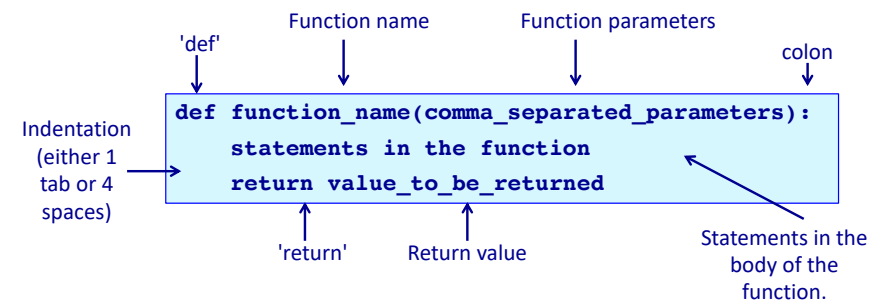 Function name
Function parameters
'def'
colon
def function_name(comma_separated_parameters):
Indentation
(either 1
tab or 4
spaces)
statements in the function
return value_to_be_returned
'return'
Return value
Statements in the
body of the
function.